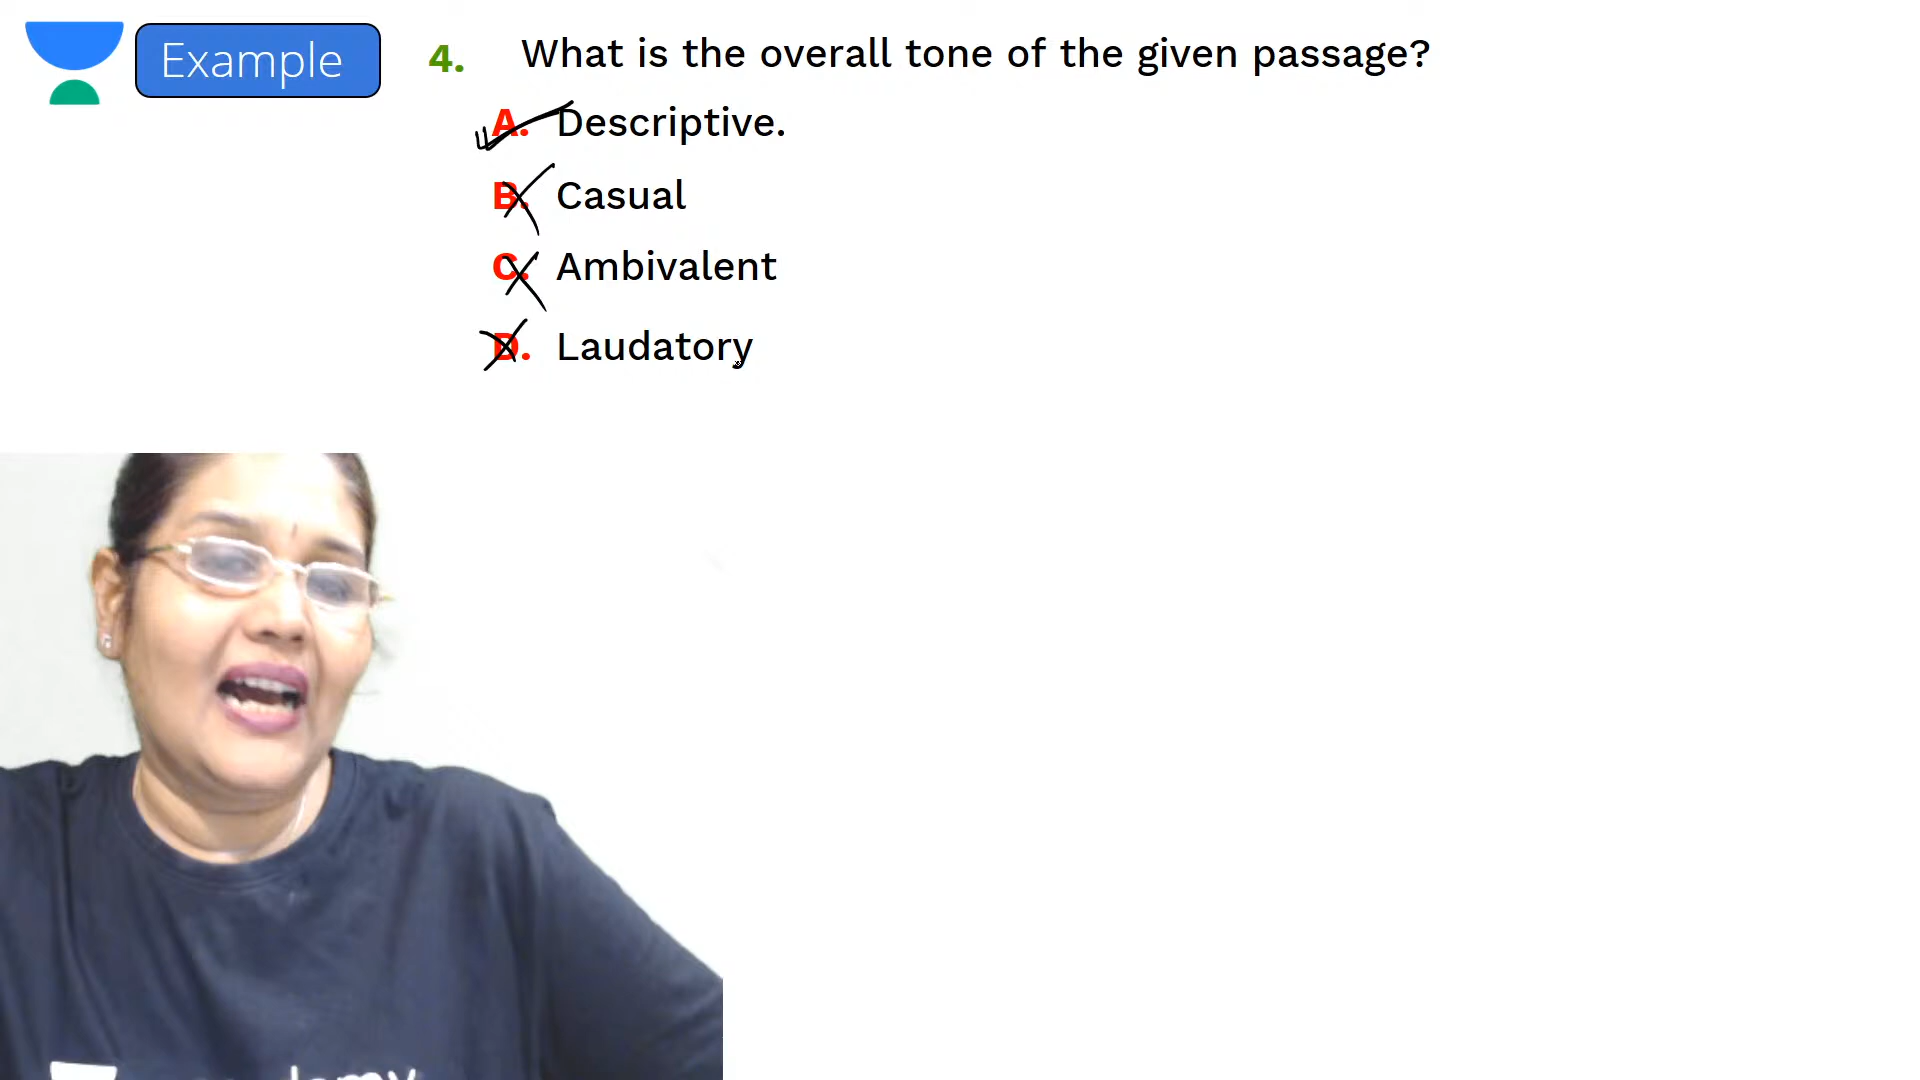 Example
4. What is the overall tone of the given passage?
A. Descriptive.
B. Casual
C. Ambivalent
D. Laudatory